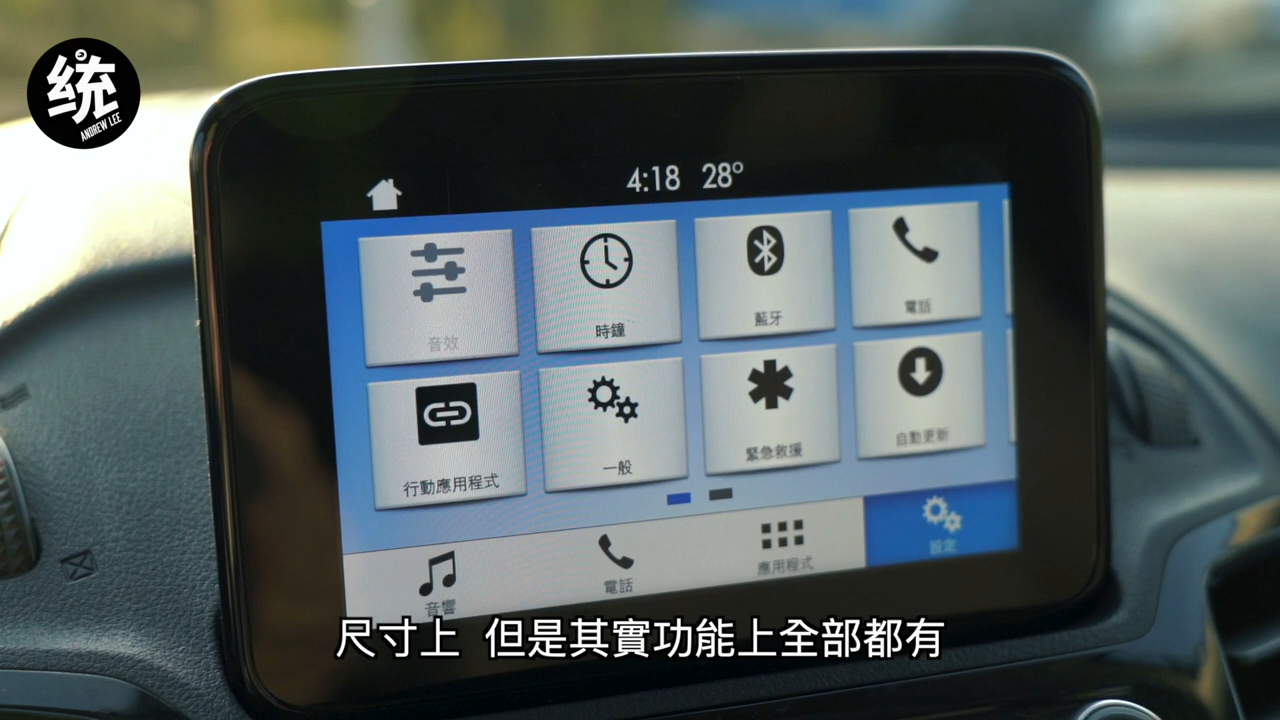 统
ANDREW LEE
4:18 28°
音效
時鐘
藍牙
電話
行動應用程式
一般
緊急救援
自動更新
音響
電話
應用程式
設定
尺寸上 但是其實功能上全部都有